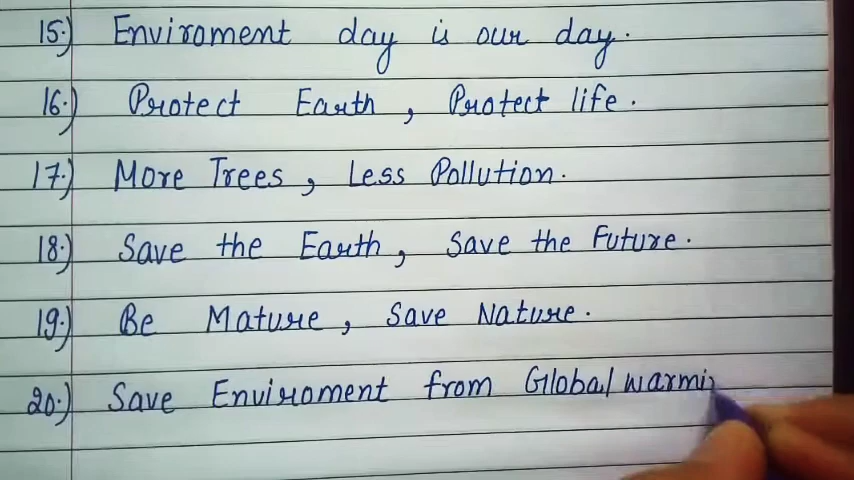 15.) Enviroment day is our day.
16.) Protect Earth, Protect life.
17.) More Trees, Less Pollution.
18.) Save the Earth, Save the Future.
19.) Be Mature, Save Nature.
20.) Save Enviroment from Global warmi